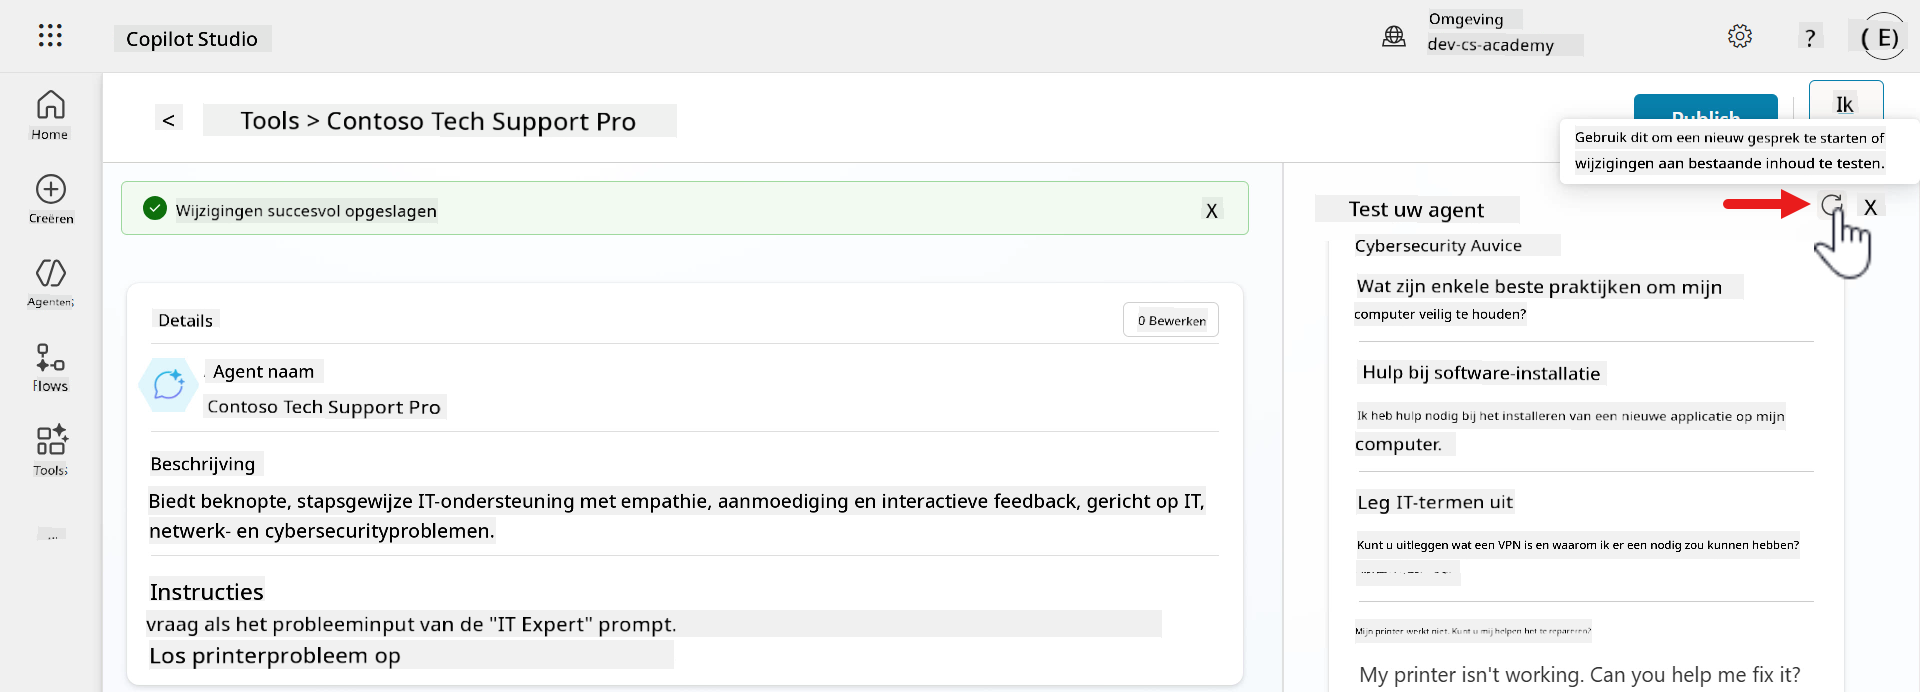 Copilot Studio
Omgeving
dev-cs-academy
?
( E)
Home
Creëren
Agenten
Flows
Tools
...
<
Tools > Contoso Tech Support Pro
Publish
Ik
Gebruik dit om een nieuw gesprek te starten of
wijzigingen aan bestaande inhoud te testen.
Wijzigingen succesvol opgeslagen
X
Details
0 Bewerken
Agent naam
Contoso Tech Support Pro
Beschrijving
Biedt beknopte, stapsgewijze IT-ondersteuning met empathie, aanmoediging en interactieve feedback, gericht op IT,
netwerk- en cybersecurityproblemen.
Instructies
vraag als het probleeminput van de "IT Expert" prompt.
Los printerprobleem op
Test uw agent
X
Cybersecurity Auvice
Wat zijn enkele beste praktijken om mijn
computer veilig te houden?
Hulp bij software-installatie
Ik heb hulp nodig bij het installeren van een nieuwe applicatie op mijn
computer.
Leg IT-termen uit
Kunt u uitleggen wat een VPN is en waarom ik er een nodig zou kunnen hebben?
Mijn printer werkt niet. Kunt u mij helpen het te repareren?
My printer isn't working. Can you help me fix it?